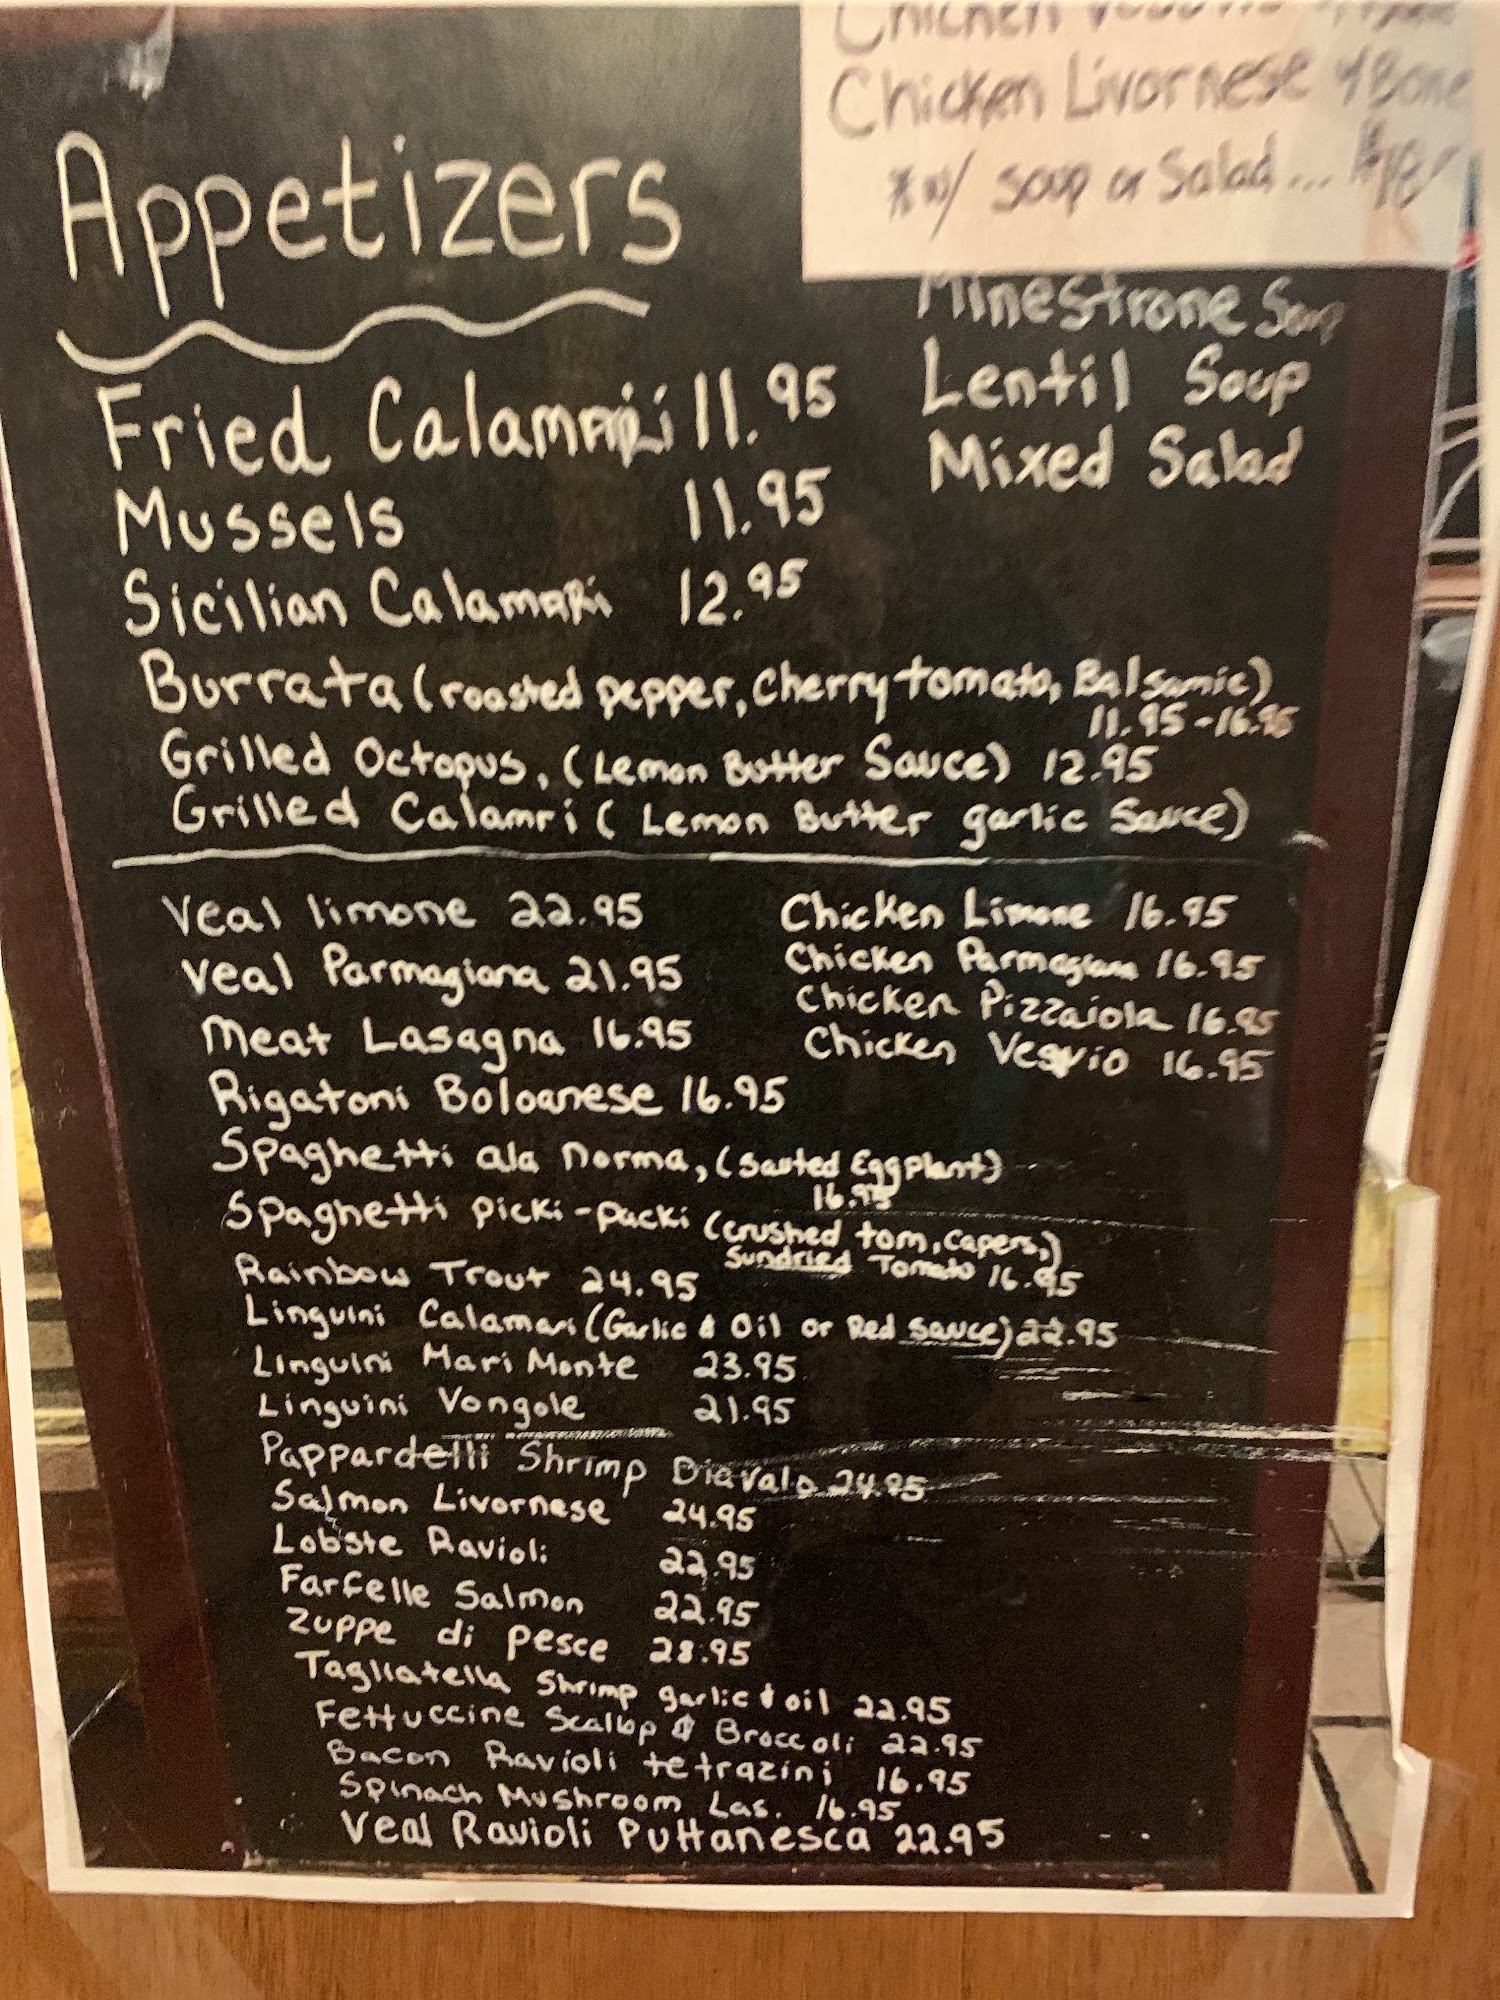 Chicken
Chicken Livornese w/Bone
*w/ soup or Salad... $18/
Appetizers
Minestrone Soup
Lentil Soup
Mixed Salad
Fried Calamari 11.95
Mussels 11.95
Sicilian Calamari 12.95
Burrata (roasted pepper, Cherry tomato, Balsamic)
11.95-16.95
Grilled Octopus, (Lemon Butter Sauce) 12.95
Grilled Calamri (Lemon Butter garlic Sauce)
Veal limone 22.95
Veal Parmagiana 21.95
Meat Lasagna 16.95
Rigatoni Boloanese 16.95
Chicken Limone 16.95
Chicken Parmagiana 16.95
Chicken Pizzaiola 16.95
Chicken Vesvio 16.95
Spaghetti ala norma, (Sauted Eggplant)
16.95
Spaghetti picki-pucki (crushed tom, capers,)
Sundried Tomato 16.95
Rainbow Trout 24.95
Linguini Calamari (Garlic & Oil or Red Sauce) 22.95
Linguini Mari Monte 23.95
Linguini Vongole 21.95
Pappardelli Shrimp Diavalo 24.95
Salmon Livornese 24.95
Lobste Ravioli 22.95
Farfelle Salmon 22.95
Zuppe di pesce 28.95
Tagliatella Shrimp garlic & oil 22.95
Fettuccine Scallop & Broccoli 22.95
Bacon Ravioli tetrazini 16.95
Spinach Mushroom Las. 16.95
Veal Ravioli Puttanesca 22.95